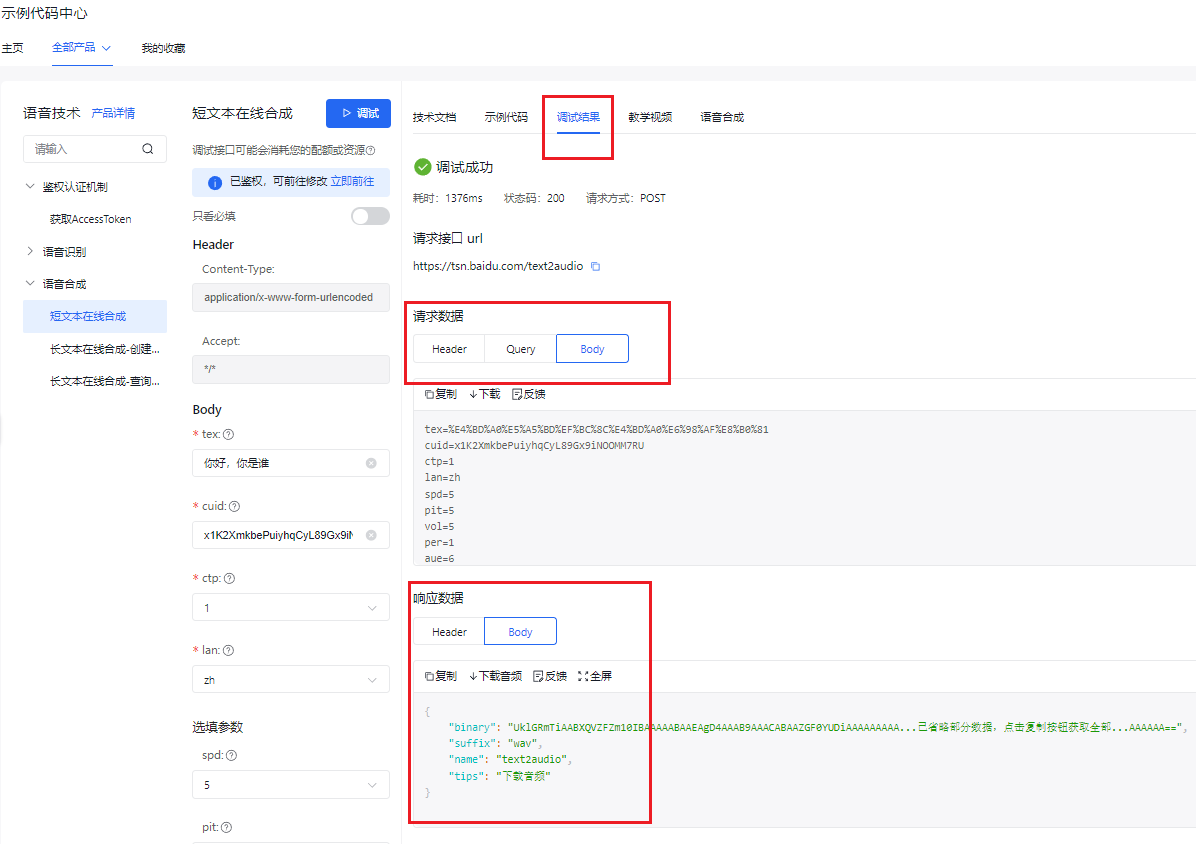 示例代码中心
主页
全部产品
我的收藏
语音技术
产品详情
请输入
鉴权认证机制
获取AccessToken
语音识别
语音合成
短文本在线合成
长文本在线合成-创建...
长文本在线合成-查询...
短文本在线合成
调试
调试接口可能会消耗您的配额或资源
已鉴权，可前往修改 立即前往
只看必填
Header
Content-Type:
application/x-www-form-urlencoded
Accept:
*/*
Body
* tex:
你好，你是谁
* cuid:
x1K2XmkbePuiyhqCyL89Gx9iN
* ctp:
1
* lan:
zh
选填参数
spd:
5
pit:
技术文档
示例代码
调试结果
教学视频
语音合成
调试成功
耗时：1376ms
状态码：200
请求方式：POST
请求接口 url
https://tsn.baidu.com/text2audio
请求数据
Header
Query
Body
复制
下载
反馈
tex=%E4%BD%A0%E5%A5%BD%EF%BC%8C%E4%BD%A0%E6%98%AF%E8%B0%81
cuid=x1K2XmkbePuiyhqCyL89Gx9iNOOMM7RU
ctp=1
lan=zh
spd=5
pit=5
vol=5
per=1
aue=6
响应数据
Header
Body
复制
下载音频
反馈
全屏
{
"binary": "UklGRmTiAABXQVZFZm10IBAAAAABAAEAgD4AAAB9AAACABAAZGF0YUDiAAAAAAAAA...已省略部分数据，点击复制按钮获取全部...AAAAAA==",
"suffix": "wav",
"name": "text2audio",
"tips": "下载音频"
}